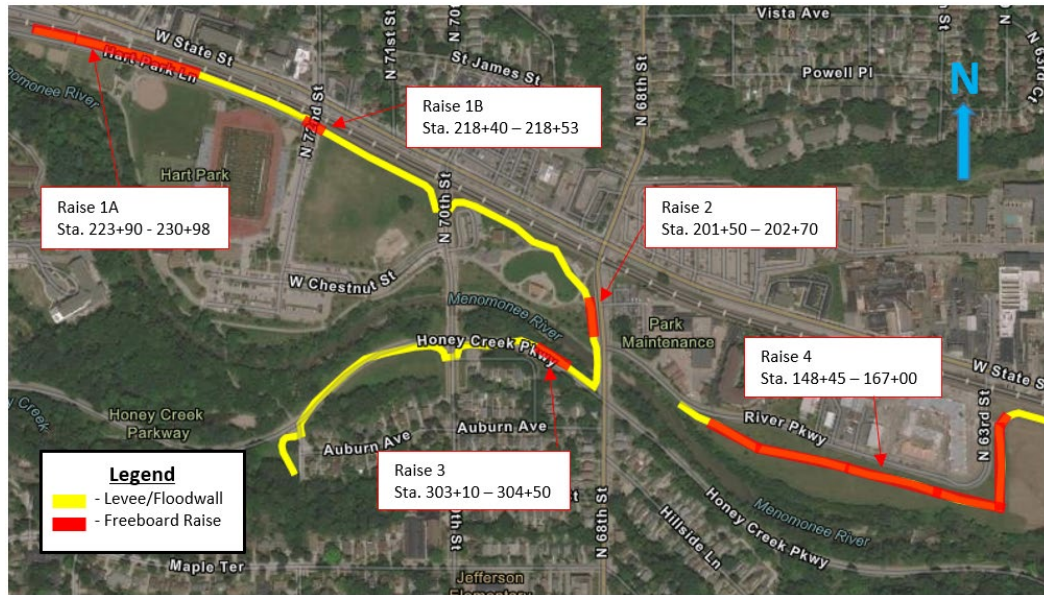 Vista Ave
N 70th
N 63rd Ct
W State St
N 71st St
St James St
N 68th St
Powell Pl
N
Hart Park Ln
Menomonee River
N 72nd St
Raise 1B
Sta. 218+40 – 218+53
Hart Park
Raise 1A
Sta. 223+90 - 230+98
N 70th St
Raise 2
Sta. 201+50 – 202+70
W Chestnut St
Menomonee River
Park
Maintenance
Honey Creek Pkwy
Raise 4
Sta. 148+45 – 167+00
W State S
Honey Creek
Parkway
Creek
River Pkwy
N 63rd St
Auburn Ave
Auburn Ave
Raise 3
Sta. 303+10 – 304+50
Legend
- Levee/Floodwall
- Freeboard Raise
N 68th St
Hillside Ln
Honey Creek Pkwy
Menomonee River
Maple Ter
Jefferson